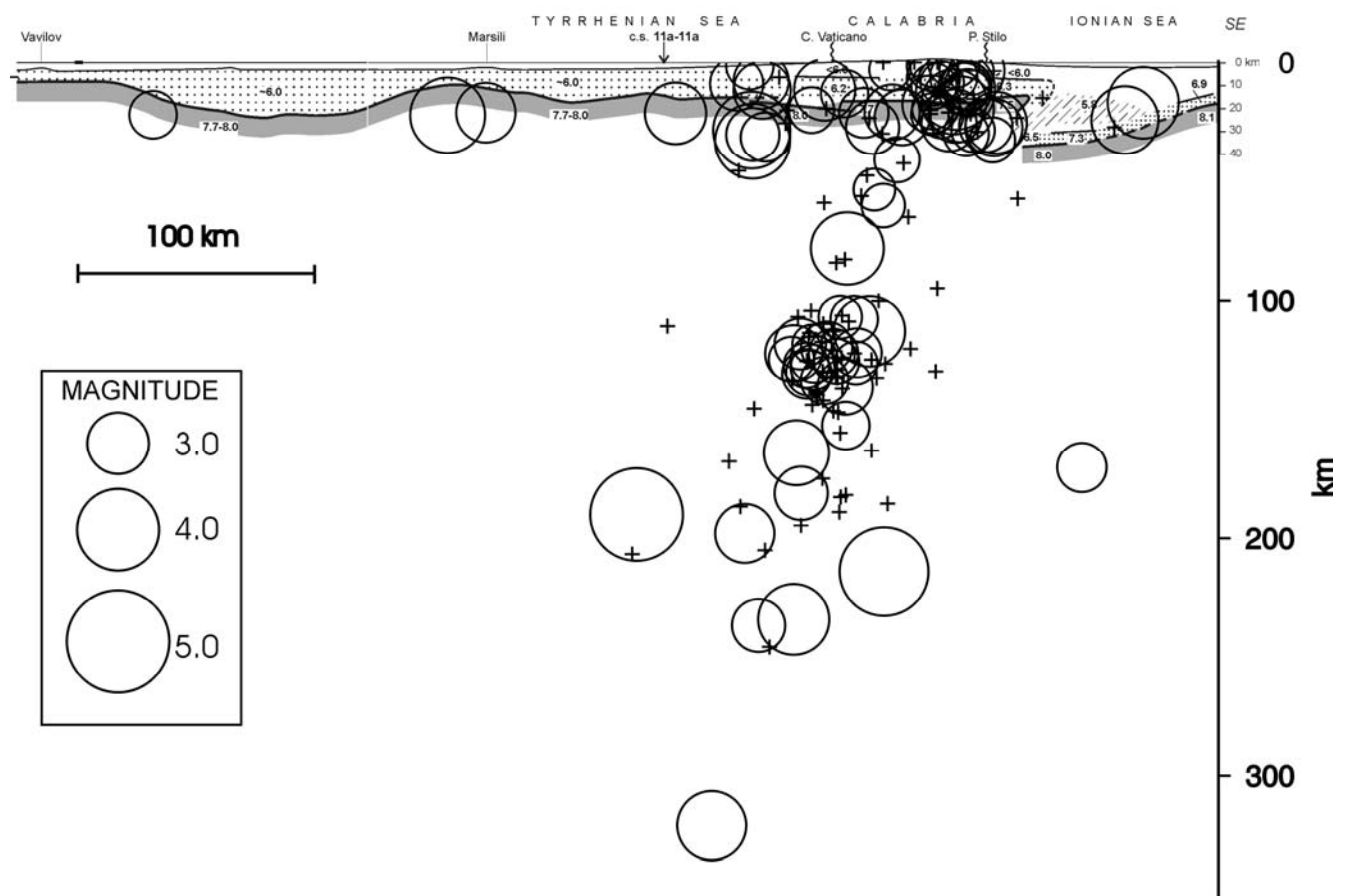 TYRRHENIAN SEA CALABRIA IONIAN SEA SE
Vavilov Marsili c.s. 11a-11a C. Vaticano P. Stilo
0 km 0
10
20
30
40
~6.0 ~6.0 6.2 <6.0 5.8 6.9
7.7-8.0 7.7-8.0 8.0 6.5 7.3 8.1
8.0
100 km
100
MAGNITUDE
3.0
4.0
5.0
km
200
300